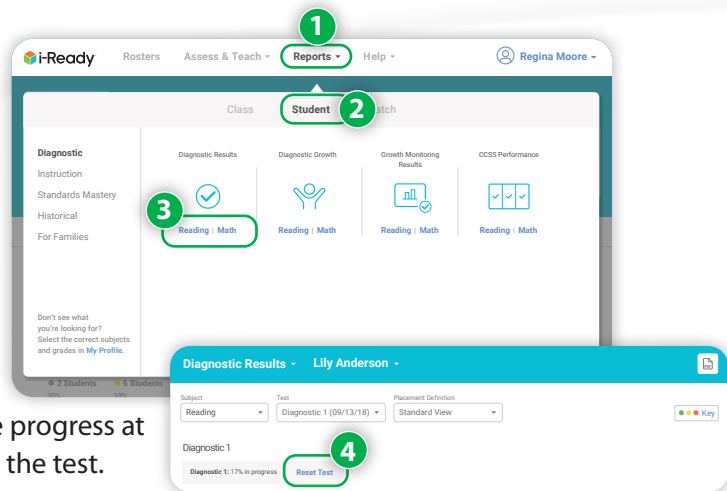 1
i-Ready Rosters Assess & Teach Reports Help Regina Moore
Class Student 2 atch
Diagnostic
Instruction
Standards Mastery
Historical
For Families
Diagnostic Results
Diagnostic Growth
Growth Monitoring
Results
CCSS Performance
3
Reading | Math Reading | Math Reading | Math Reading | Math
Don't see what
you're looking for?
Select the correct subjects
and grades in My Profile.
2 Students 6 Students
30% 10%
e progress at
the test.
Diagnostic Results Lily Anderson
Subject Test Placement Definition
Reading Diagnostic 1 (09/13/18) Standard View Key
Diagnostic 1
4
Diagnostic 1: 17% in progress Reset Test